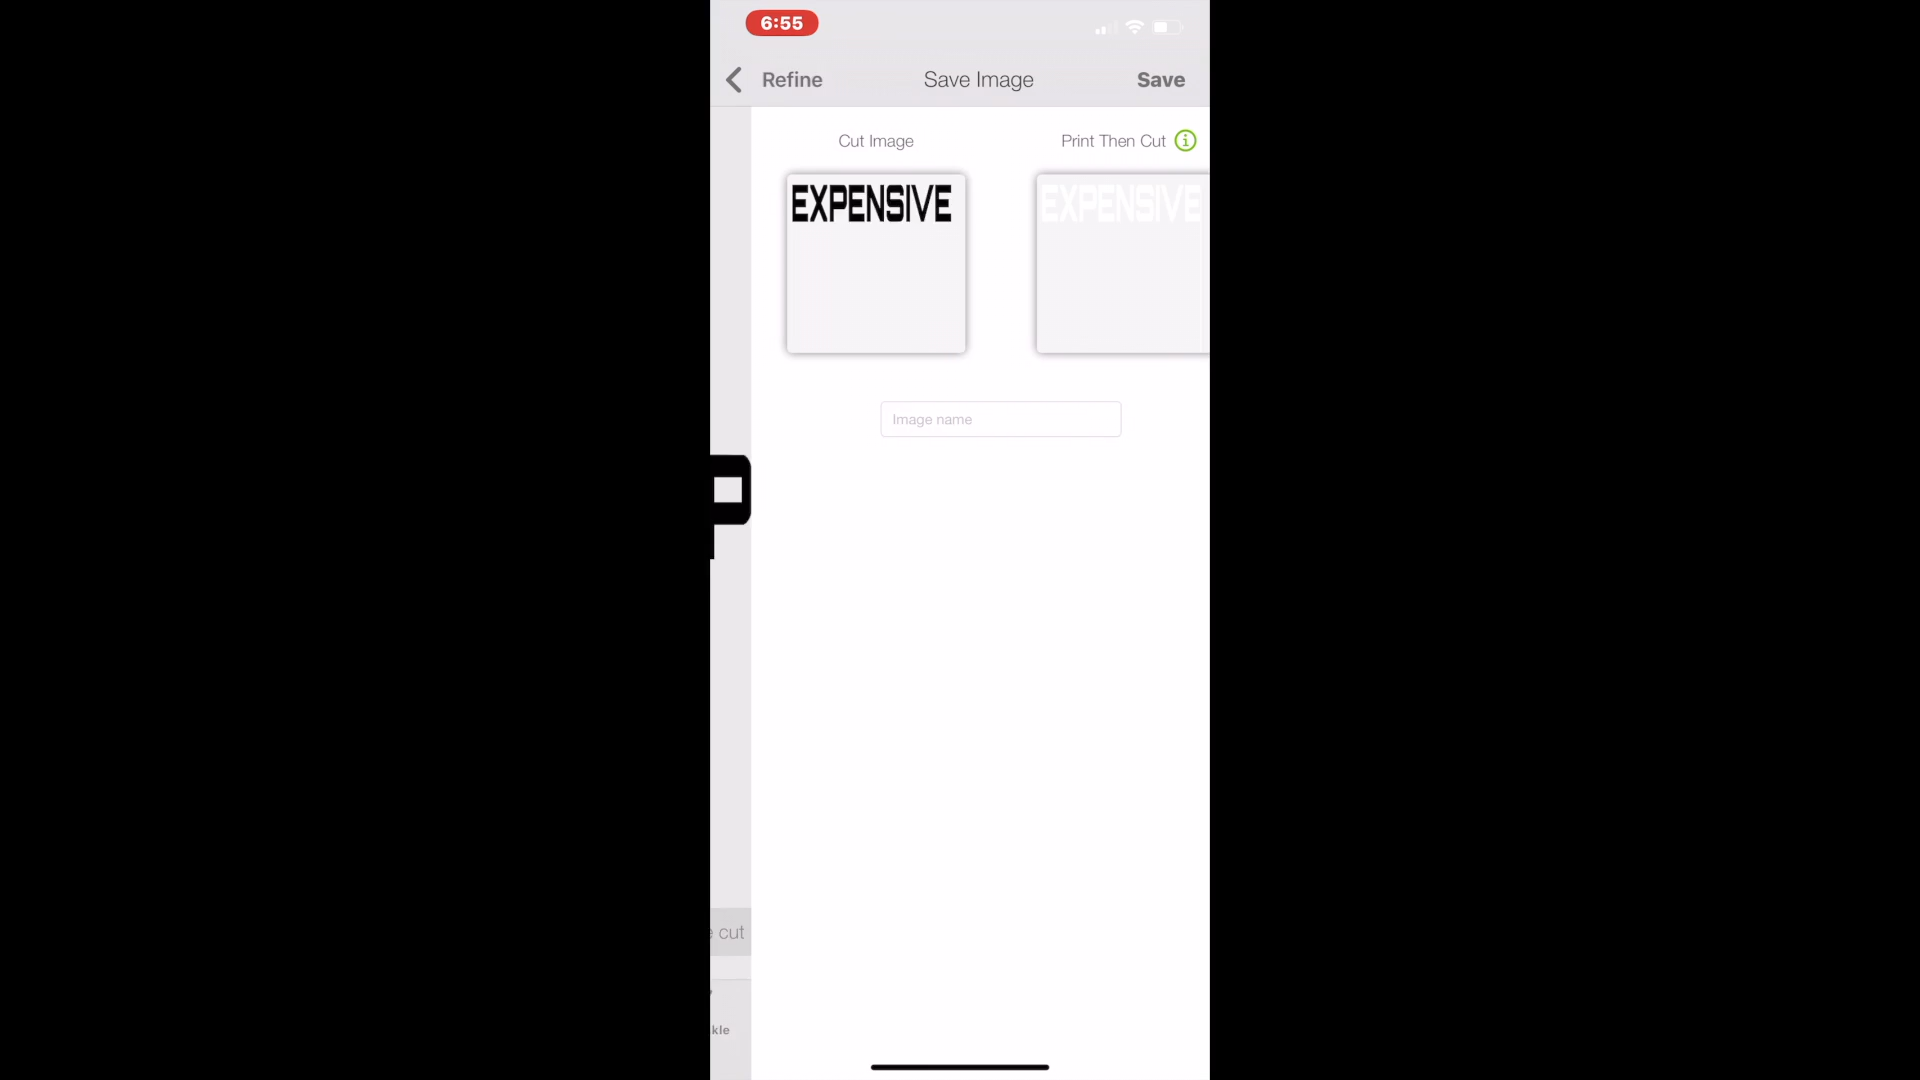 6:55
Refine
Save Image
Save
Cut Image
Print Then Cut
EXPENSIVE
EXPENSIVE
Image name
cut
kle